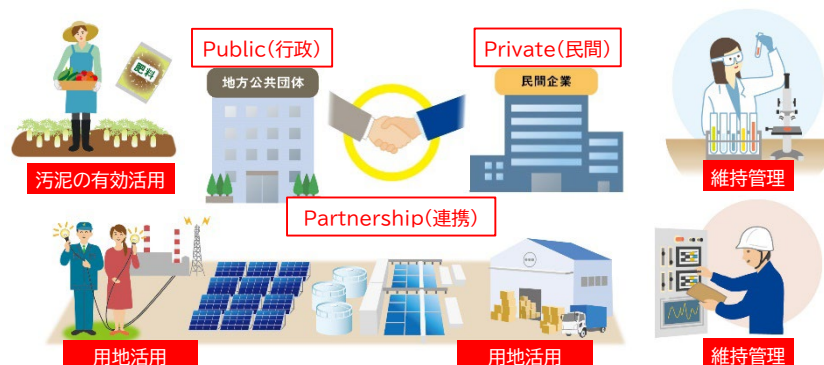 Public(行政)
Private(民間)
肥料
地方公共団体
民間企業
汚泥の有効活用
維持管理
Partnership(連携)
用地活用
用地活用
維持管理